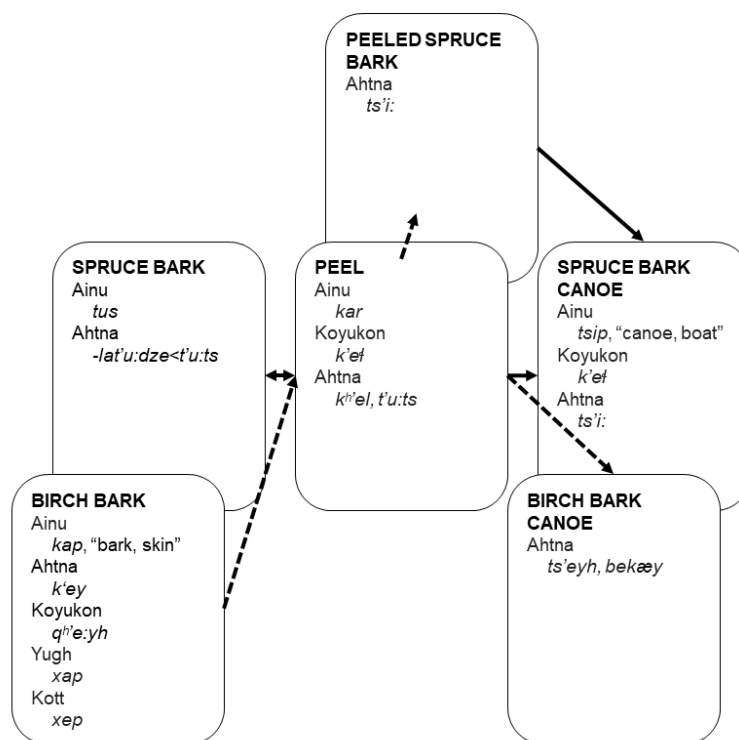 PEELED SPRUCE
BARK
Ahtna
ts’i:
SPRUCE BARK
Ainu
tus
Ahtna
-lat’u:dze<t’u:ts
PEEL
Ainu
kar
Koyukon
k’eɬ
Ahtna
kʰ’el, t’u:ts
SPRUCE BARK
CANOE
Ainu
tsip, “canoe, boat”
Koyukon
k’eɬ
Ahtna
ts’i:
BIRCH BARK
Ainu
kap, “bark, skin”
Ahtna
k‘ey
Koyukon
qʰ’e:yh
Yugh
xap
Kott
xep
BIRCH BARK
CANOE
Ahtna
ts’eyh, bekæy